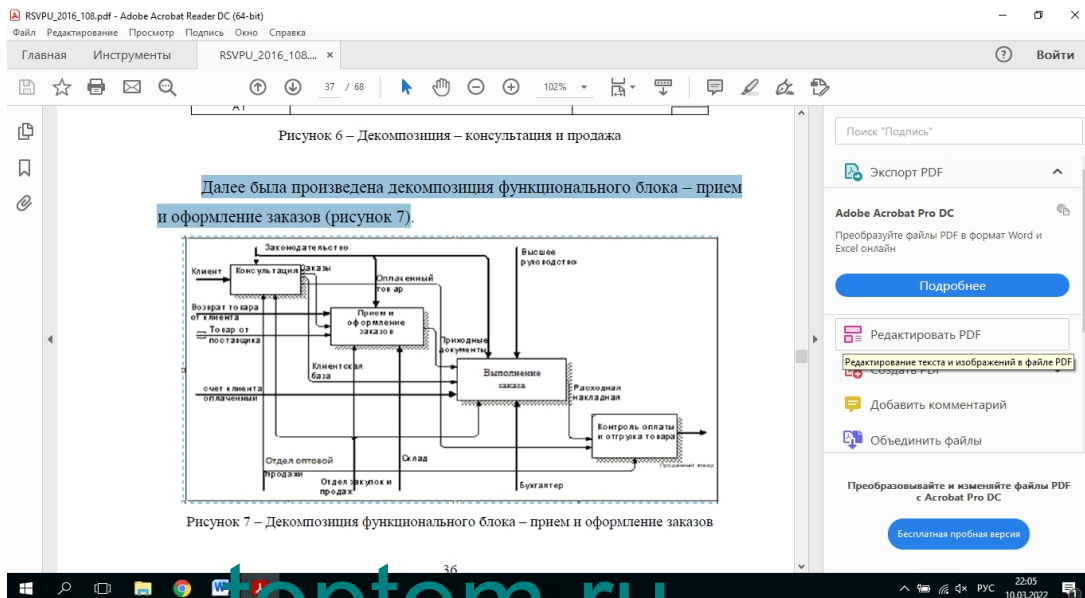 RSVPU_2016_108.pdf - Adobe Acrobat Reader DC (64-bit)
Файл Редактирование Просмотр Подпись Окно Справка
Главная Инструменты RSVPU_2016_108.... × Войти
37 / 68 102%
A1
Рисунок 6 – Декомпозиция – консультация и продажа
Далее была произведена декомпозиция функционального блока – прием
и оформление заказов (рисунок 7).
Законодательство
Высшее
руководство
Клиент
Консультация
Заказы
Оплаченный
товар
Возврат товара
от клиента
Прием и
оформление
заказов
Товар от
поставщика
Приходные
документы
Клиентская
база
Выполнение
заказа
счет клиента
оплаченный
Расходная
накладная
Контроль оплаты
и отгрузка товара
Проданный товар
Отдел оптовой
продажи
Склад
Отдел закупок и
продаж
Бухгалтер
Рисунок 7 – Декомпозиция функционального блока – прием и оформление заказов
36
Поиск "Подпись"
Экспорт PDF
Adobe Acrobat Pro DC
Преобразуйте файлы PDF в формат Word и
Excel онлайн
Подробнее
Редактировать PDF
Редактирование текста и изображений в файле PDF
Создать PDF
Добавить комментарий
Объединить файлы
Преобразовывайте и изменяйте файлы PDF
с Acrobat Pro DC
Бесплатная пробная версия
toptom.ru
РУС
22:05
10.03.2022